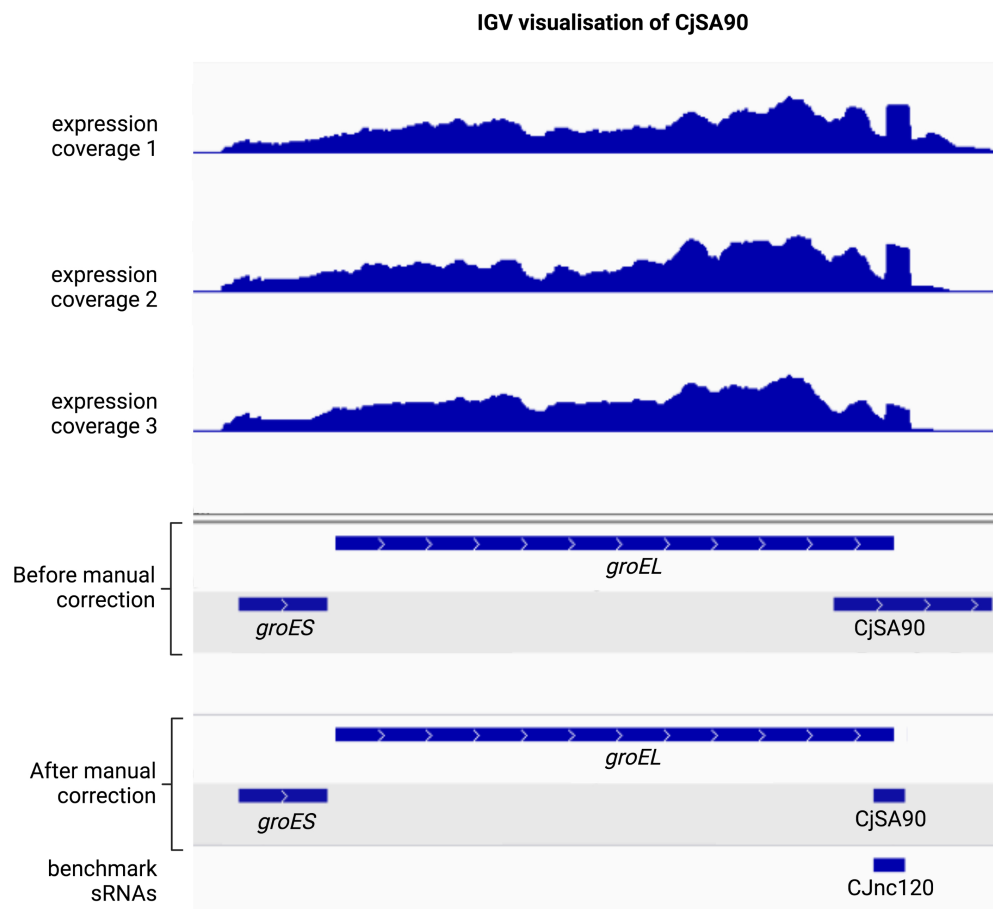 IGV visualisation of CjSA90
expression
coverage 1
expression
coverage 2
expression
coverage 3
Before manual
correction
groEL
groES
CjSA90
After manual
correction
groEL
groES
CjSA90
benchmark
sRNAs
CJnc120